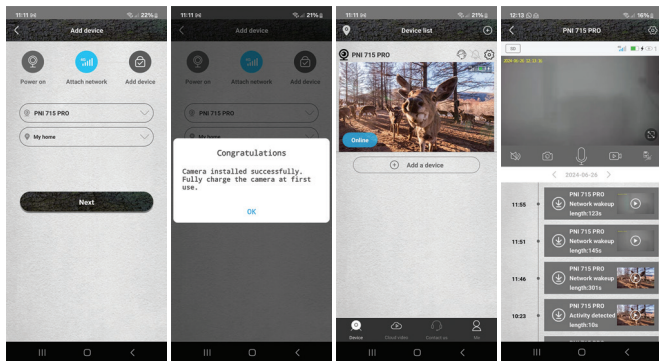 11:11
22%
Add device
Power on
Attach network
Add device
PNI 715 PRO
My home
Next
11:11
21%
Add device
Power on
Attach network
Add device
PNI 715 PRO
My home
Congratulations
Camera installed successfully.
Fully charge the camera at first
use.
OK
11:11
21%
Device list
PNI 715 PRO
Online
Add a device
Device
Cloud video
Contact us
Me
12:13
16%
PNI 715 PRO
SD
2024-06-26
2024-06-26
11:55
PNI 715 PRO
Network wakeup
length:123s
11:51
PNI 715 PRO
Network wakeup
length:145s
11:46
PNI 715 PRO
Network wakeup
length:301s
10:23
PNI 715 PRO
Activity detected
length:10s